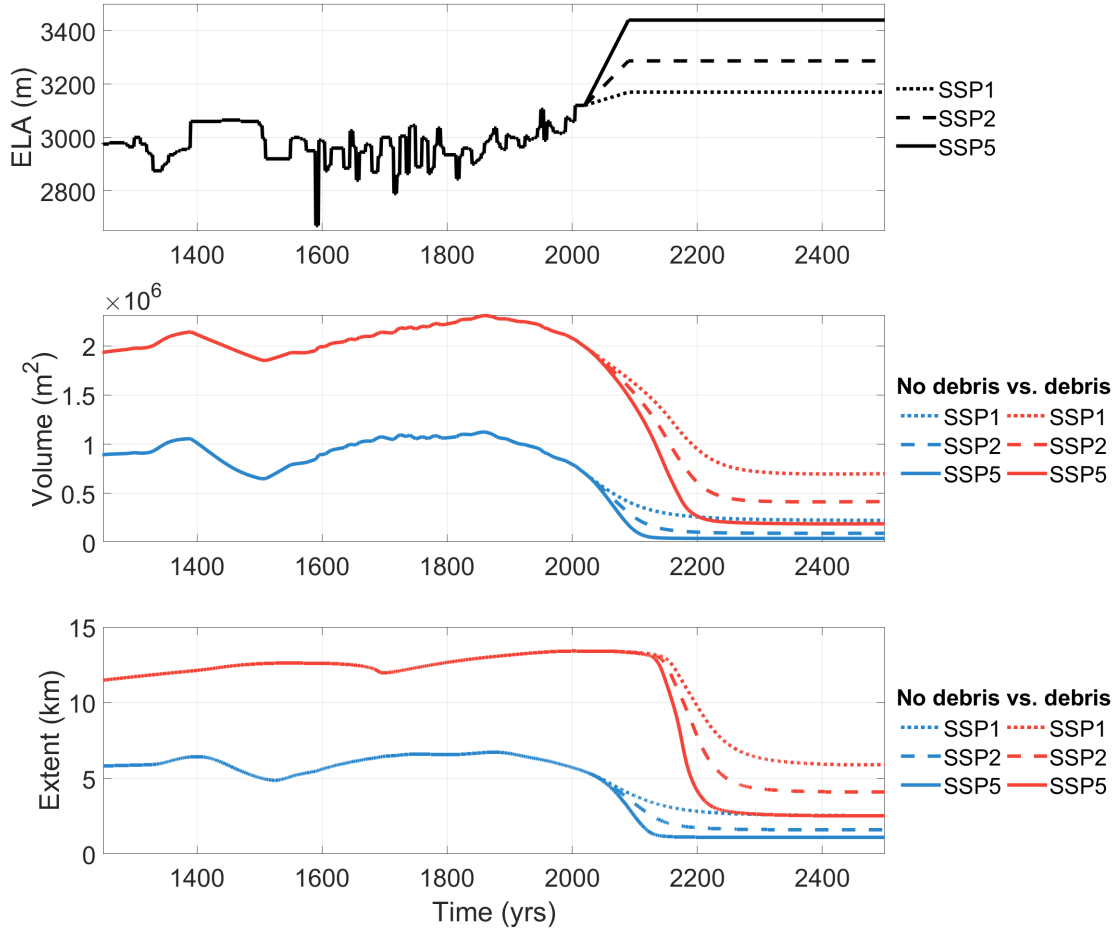 ELA (m)
3400
3200
3000
2800
1400 1600 1800 2000 2200 2400
SSP1
SSP2
SSP5
×10^6
Volume (m^2)
2
1.5
1
0.5
0
1400 1600 1800 2000 2200 2400
No debris vs. debris
SSP1 SSP1
SSP2 SSP2
SSP5 SSP5
Extent (km)
15
10
5
0
1400 1600 1800 2000 2200 2400
Time (yrs)
No debris vs. debris
SSP1 SSP1
SSP2 SSP2
SSP5 SSP5